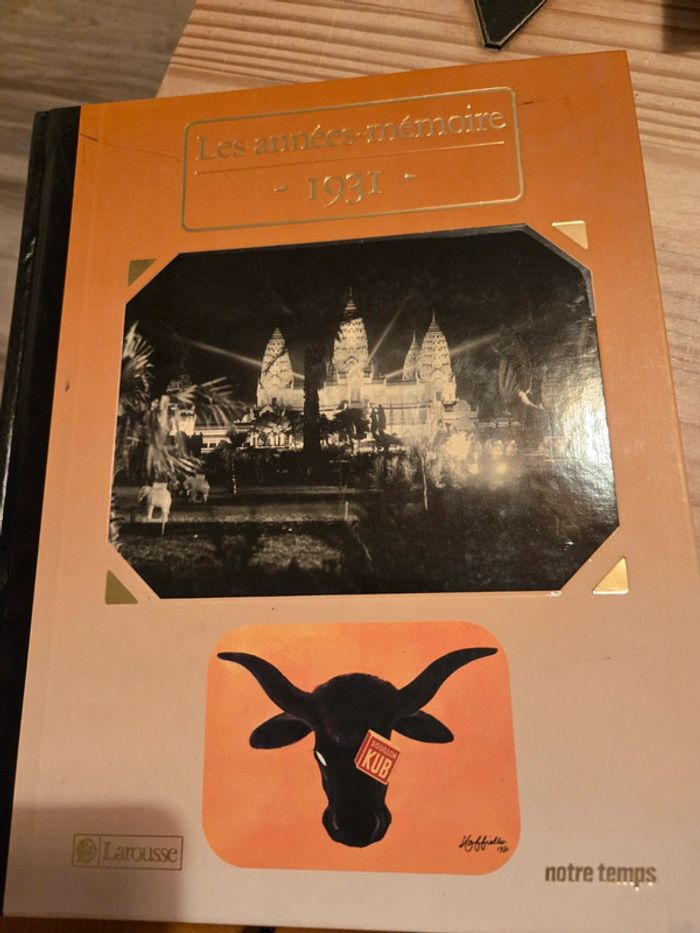 Les années-mémoire
- 1931 -
BOUILLON
KUB
Larousse
notre temps